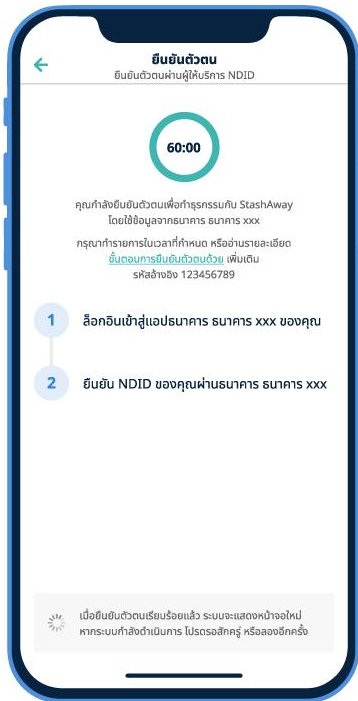 ยืนยันตัวตน
ยืนยันตัวตนผ่านผู้ให้บริการ NDID
60:00
คุณกำลังยืนยันตัวตนเพื่อทำธุรกรรมกับ StashAway
โดยใช้ข้อมูลจากธนาคาร ธนาคาร xxx
กรุณาทำรายการในเวลาที่กำหนด หรืออ่านรายละเอียด
ขั้นตอนการยืนยันตัวตนด้วย เพิ่มเติม
รหัสอ้างอิง 123456789
1 ล็อกอินเข้าสู่แอปธนาคาร ธนาคาร xxx ของคุณ
2 ยืนยัน NDID ของคุณผ่านธนาคาร ธนาคาร xxx
เมื่อยืนยันตัวตนเรียบร้อยแล้ว ระบบจะแสดงหน้าจอใหม่
หากระบบกำลังดำเนินการ โปรดรอสักครู่ หรือลองอีกครั้ง